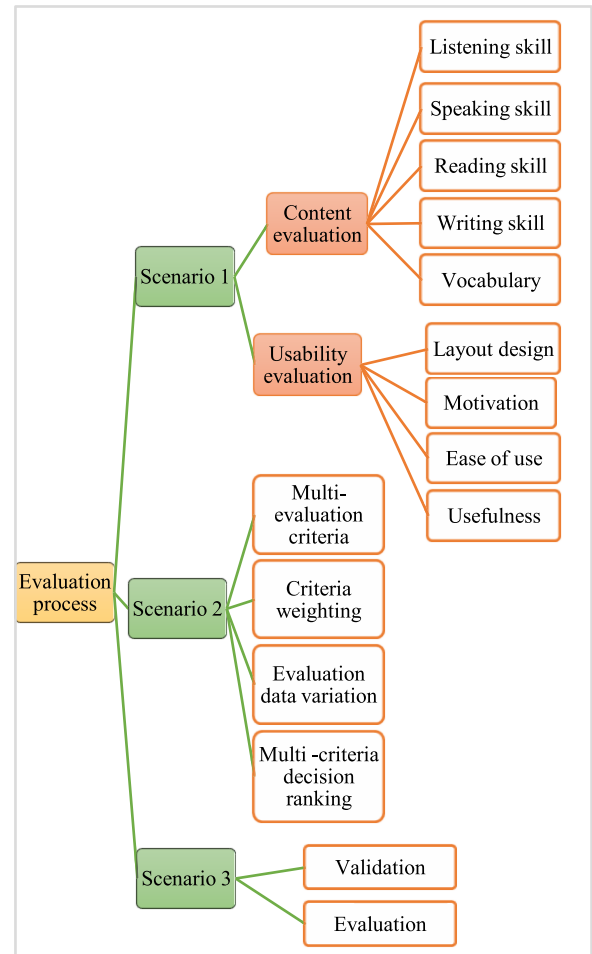 Evaluation
process
Scenario 1
Content
evaluation
Listening skill
Speaking skill
Reading skill
Writing skill
Vocabulary
Usability
evaluation
Layout design
Motivation
Ease of use
Usefulness
Scenario 2
Multi-
evaluation
criteria
Criteria
weighting
Evaluation
data variation
Multi -criteria
decision
ranking
Scenario 3
Validation
Evaluation